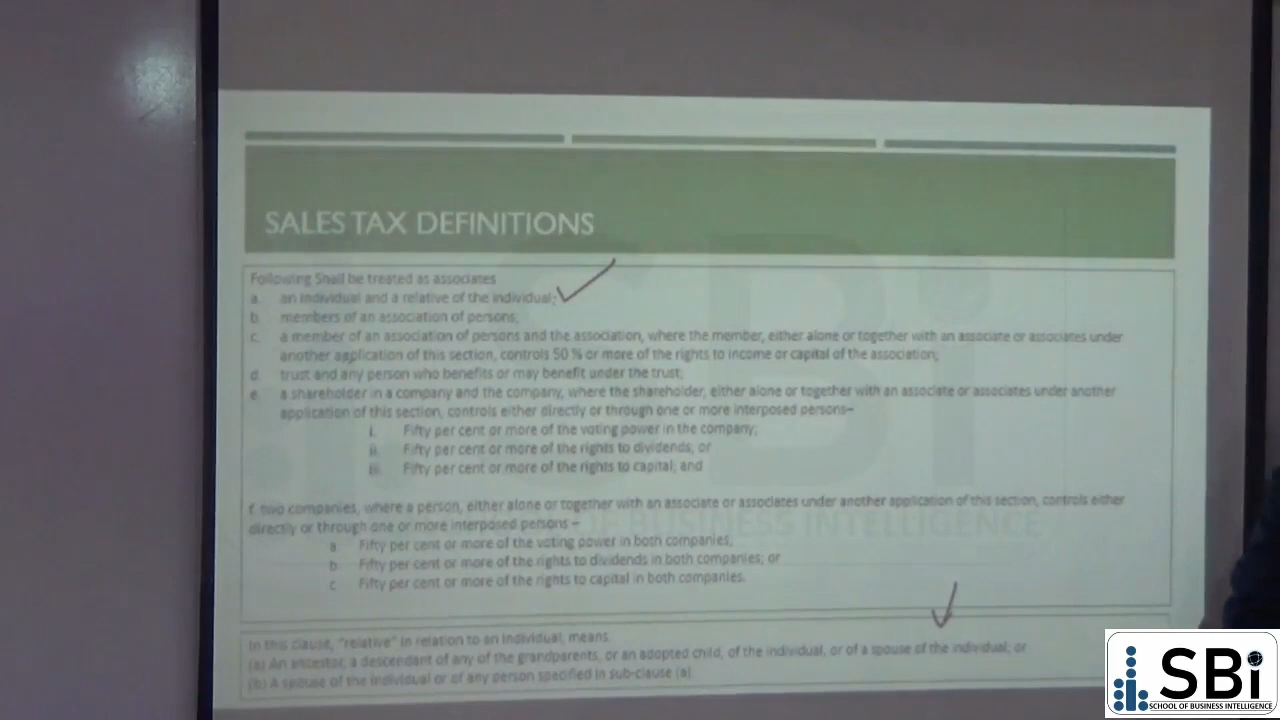 SALES TAX DEFINITIONS
Following Shall be treated as associates
a. an individual and a relative of the individual;
b. members of an association of persons;
c. a member of an association of persons and the association, where the member, either alone or together with an associate or associates under
another application of this section, controls 50 % or more of the rights to income or capital of the association;
d. trust and any person who benefits or may benefit under the trust;
e. a shareholder in a company and the company, where the shareholder, either alone or together with an associate or associates under another
application of this section, controls either directly or through one or more interposed persons–
i. Fifty per cent or more of the voting power in the company;
ii. Fifty per cent or more of the rights to dividends; or
iii. Fifty per cent or more of the rights to capital; and
f. two companies, where a person, either alone or together with an associate or associates under another application of this section, controls either
directly or through one or more interposed persons –
a. Fifty per cent or more of the voting power in both companies;
b. Fifty per cent or more of the rights to dividends in both companies; or
c. Fifty per cent or more of the rights to capital in both companies.
In this clause, "relative" in relation to an individual, means
(a) An ancestor, a descendant of any of the grandparents, or an adopted child, of the individual, or of a spouse of the individual; or
(b) A spouse of the individual or of any person specified in sub-clause (a)
SBi
OF BUSINESS INTELLIGENCE
SBi
SCHOOL OF BUSINESS INTELLIGENCE